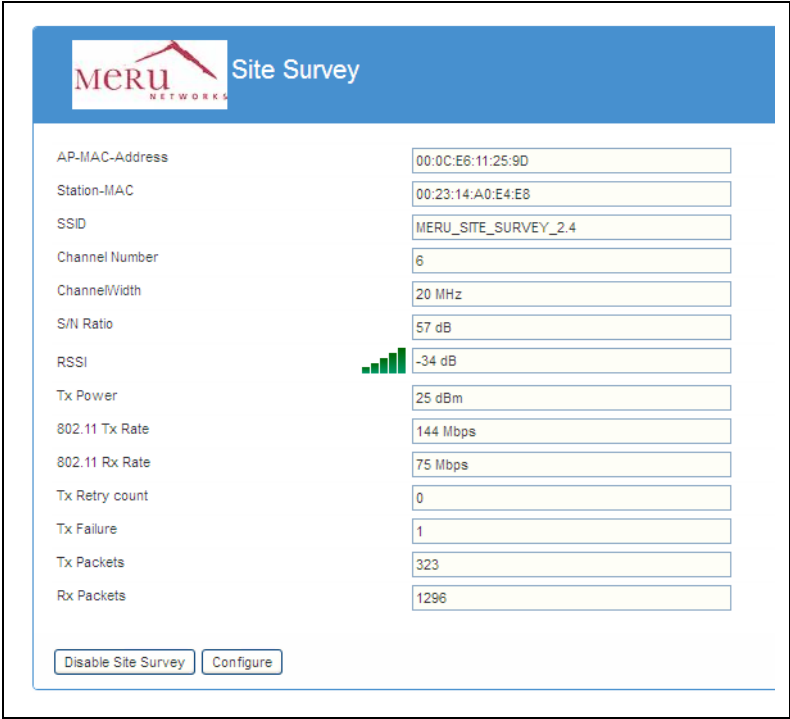 MERU
NETWORKS
Site Survey
AP-MAC-Address 00:0C:E6:11:25:9D
Station-MAC 00:23:14:A0:E4:E8
SSID MERU_SITE_SURVEY_2.4
Channel Number 6
ChannelWidth 20 MHz
S/N Ratio 57 dB
RSSI -34 dB
Tx Power 25 dBm
802.11 Tx Rate 144 Mbps
802.11 Rx Rate 75 Mbps
Tx Retry count 0
Tx Failure 1
Tx Packets 323
Rx Packets 1296
Disable Site Survey Configure